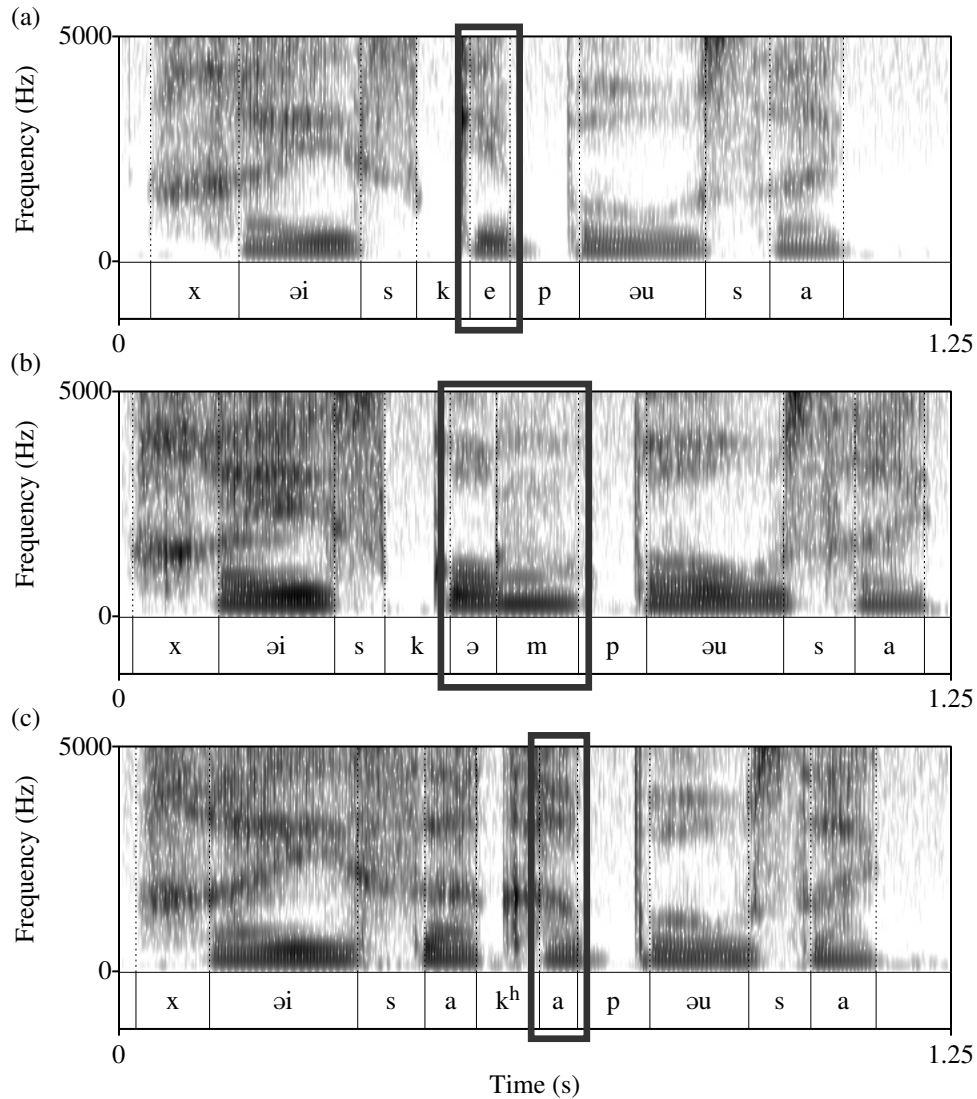 (a)
5000
Frequency (Hz)
0
x əi s k e p əu s a
0 1.25
(b)
5000
Frequency (Hz)
0
x əi s k ə m p əu s a
0 1.25
(c)
5000
Frequency (Hz)
0
x əi s a kʰ a p əu s a
0 1.25
Time (s)